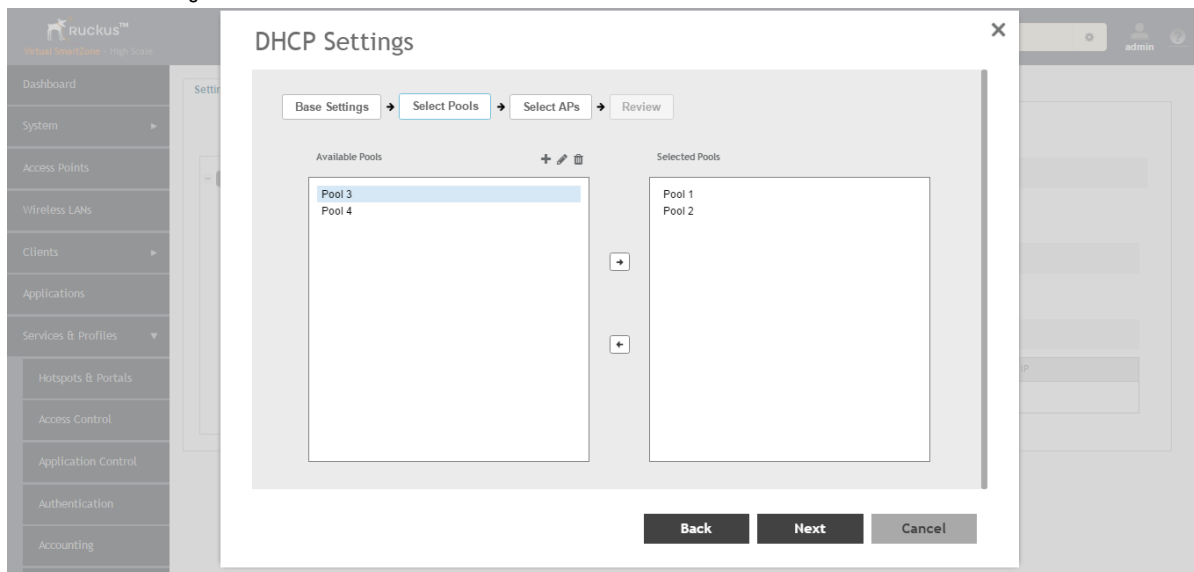 RUCKUS™
Virtual SmartZone - High Scale
admin
Dashboard
System
Access Points
Wireless LANs
Clients
Applications
Services & Profiles
Hotspots & Portals
Access Control
Application Control
Authentication
Accounting
Settin
DHCP Settings
Base Settings
Select Pools
Select APs
Review
Available Pools
Selected Pools
Pool 3
Pool 4
Pool 1
Pool 2
IP
Back
Next
Cancel